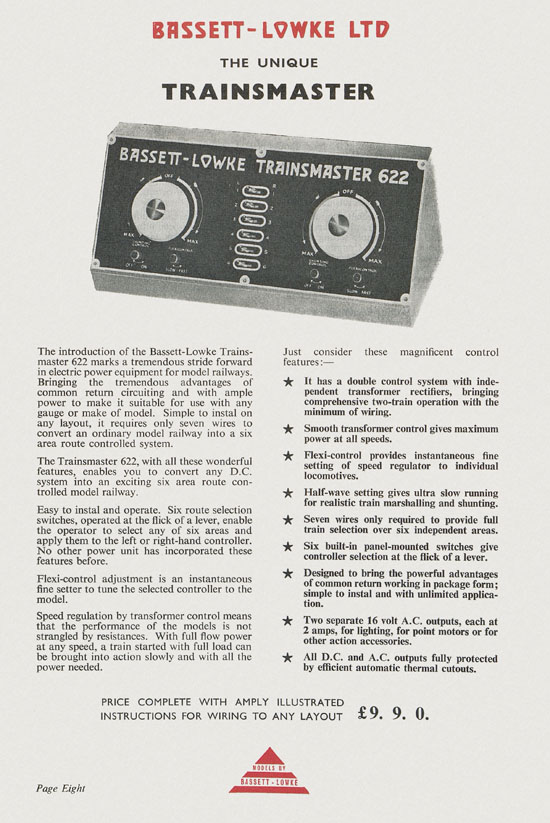 BASSETT-LOWKE LTD
THE UNIQUE
TRAINSMASTER
BASSETT-LOWKE TRAINSMASTER 622
OFF
OFF
MAX
MAX
MAX
MAX
OFF ON
SLOW FAST
OFF ON
SLOW FAST
The introduction of the Bassett-Lowke Trains-
master 622 marks a tremendous stride forward
in electric power equipment for model railways.
Bringing the tremendous advantages of
common return circuiting and with ample
power to make it suitable for use with any
gauge or make of model. Simple to instal on
any layout, it requires only seven wires to
convert an ordinary model railway into a six
area route controlled system.
The Trainsmaster 622, with all these wonderful
features, enables you to convert any D.C.
system into an exciting six area route con-
trolled model railway.
Easy to instal and operate. Six route selection
switches, operated at the flick of a lever, enable
the operator to select any of six areas and
apply them to the left or right-hand controller.
No other power unit has incorporated these
features before.
Flexi-control adjustment is an instantaneous
fine setter to tune the selected controller to the
model.
Speed regulation by transformer control means
that the performance of the models is not
strangled by resistances. With full flow power
at any speed, a train started with full load can
be brought into action slowly and with all the
power needed.
Just consider these magnificent control
features:—
★ It has a double control system with inde-
pendent transformer rectifiers, bringing
comprehensive two-train operation with the
minimum of wiring.
★ Smooth transformer control gives maximum
power at all speeds.
★ Flexi-control provides instantaneous fine
setting of speed regulator to individual
locomotives.
★ Half-wave setting gives ultra slow running
for realistic train marshalling and shunting.
★ Seven wires only required to provide full
train selection over six independent areas.
★ Six built-in panel-mounted switches give
controller selection at the flick of a lever.
★ Designed to bring the powerful advantages
of common return working in package form;
simple to instal and with unlimited applica-
tion.
★ Two separate 16 volt A.C. outputs, each at
2 amps, for lighting, for point motors or for
other action accessories.
★ All D.C. and A.C. outputs fully protected
by efficient automatic thermal cutouts.
PRICE COMPLETE WITH AMPLY ILLUSTRATED
INSTRUCTIONS FOR WIRING TO ANY LAYOUT £9. 9. 0.
MODELS BY
BASSETT-LOWKE
Page Eight